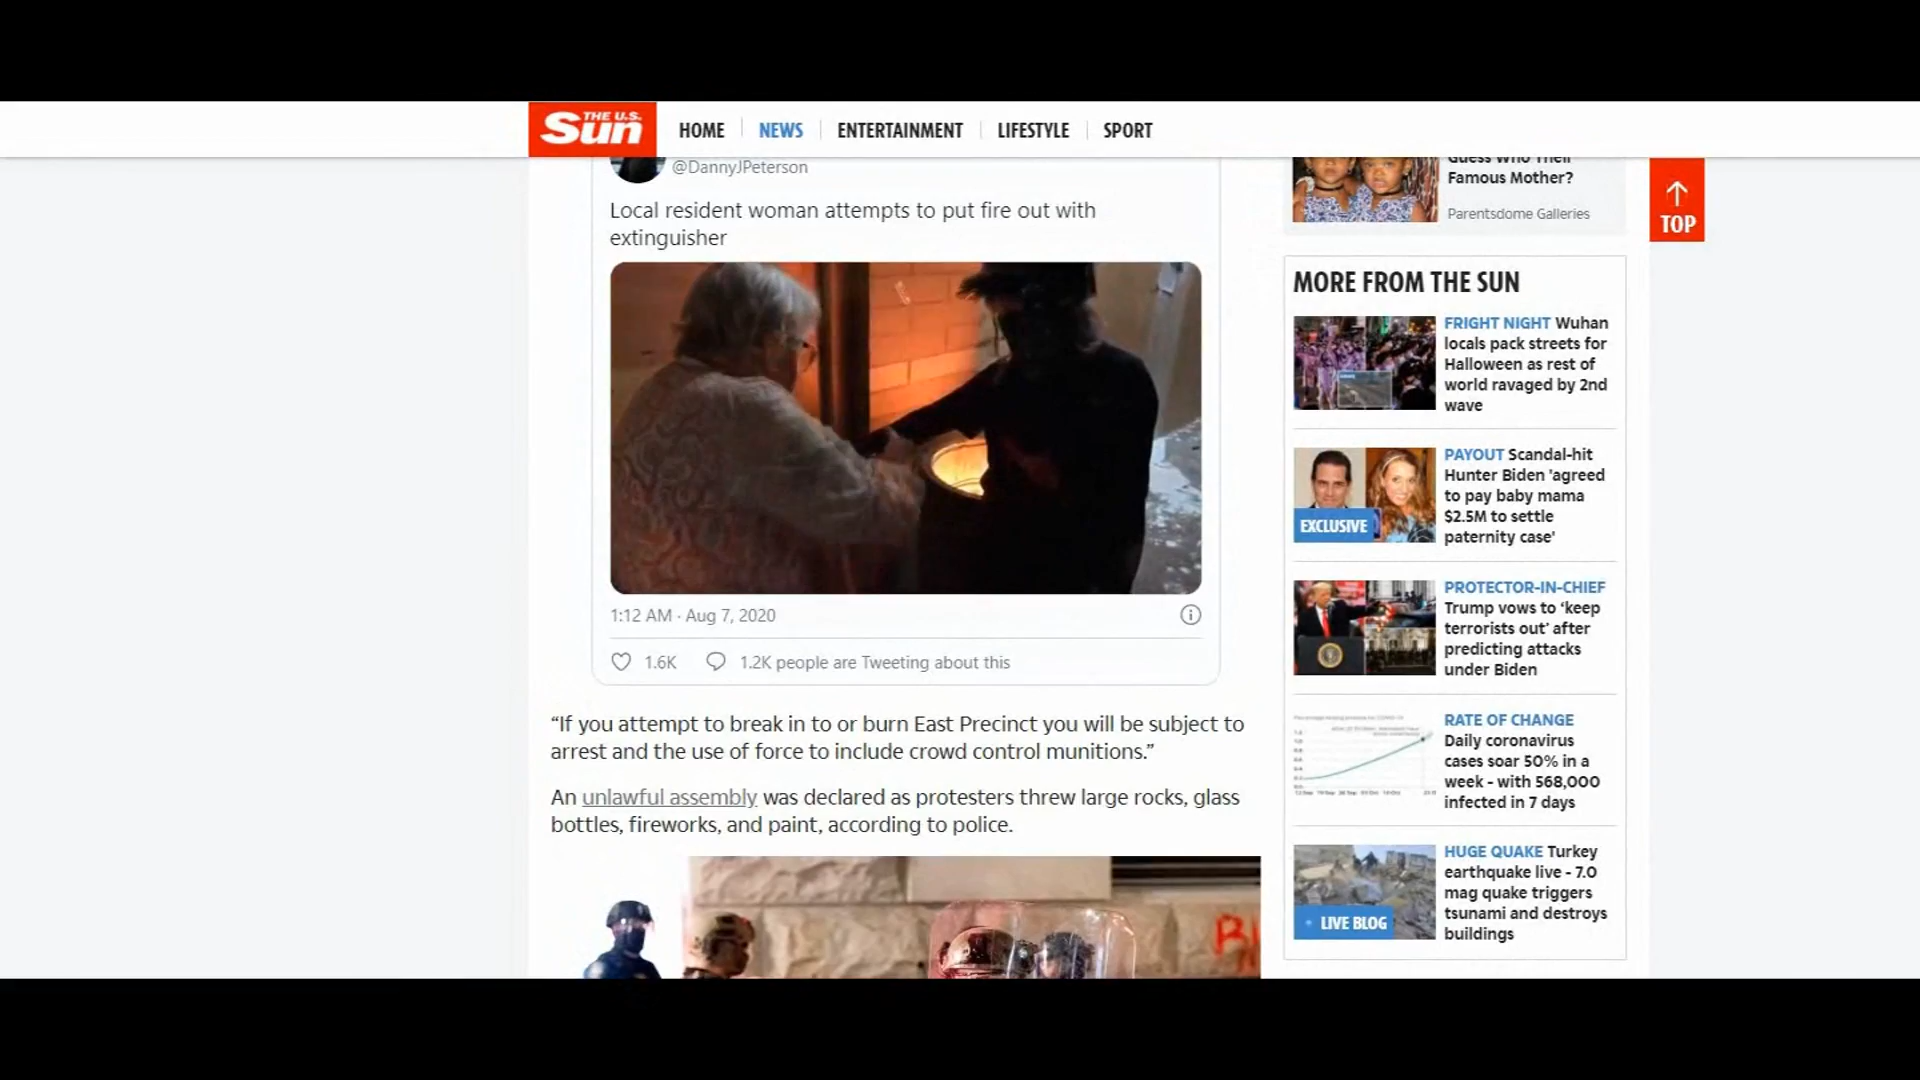 THE U.S.
Sun
HOME
NEWS
ENTERTAINMENT
LIFESTYLE
SPORT
@DannyJPeterson
Local resident woman attempts to put fire out with
extinguisher
1:12 AM · Aug 7, 2020
1.6K
1.2K people are Tweeting about this
“If you attempt to break in to or burn East Precinct you will be subject to
arrest and the use of force to include crowd control munitions.”
An unlawful assembly was declared as protesters threw large rocks, glass
bottles, fireworks, and paint, according to police.
Guess Who Their
Famous Mother?
Parentsdome Galleries
TOP
MORE FROM THE SUN
FRIGHT NIGHT Wuhan
locals pack streets for
Halloween as rest of
world ravaged by 2nd
wave
EXCLUSIVE
PAYOUT Scandal-hit
Hunter Biden 'agreed
to pay baby mama
$2.5M to settle
paternity case'
PROTECTOR-IN-CHIEF
Trump vows to ‘keep
terrorists out’ after
predicting attacks
under Biden
RATE OF CHANGE
Daily coronavirus
cases soar 50% in a
week - with 568,000
infected in 7 days
LIVE BLOG
HUGE QUAKE Turkey
earthquake live - 7.0
mag quake triggers
tsunami and destroys
buildings